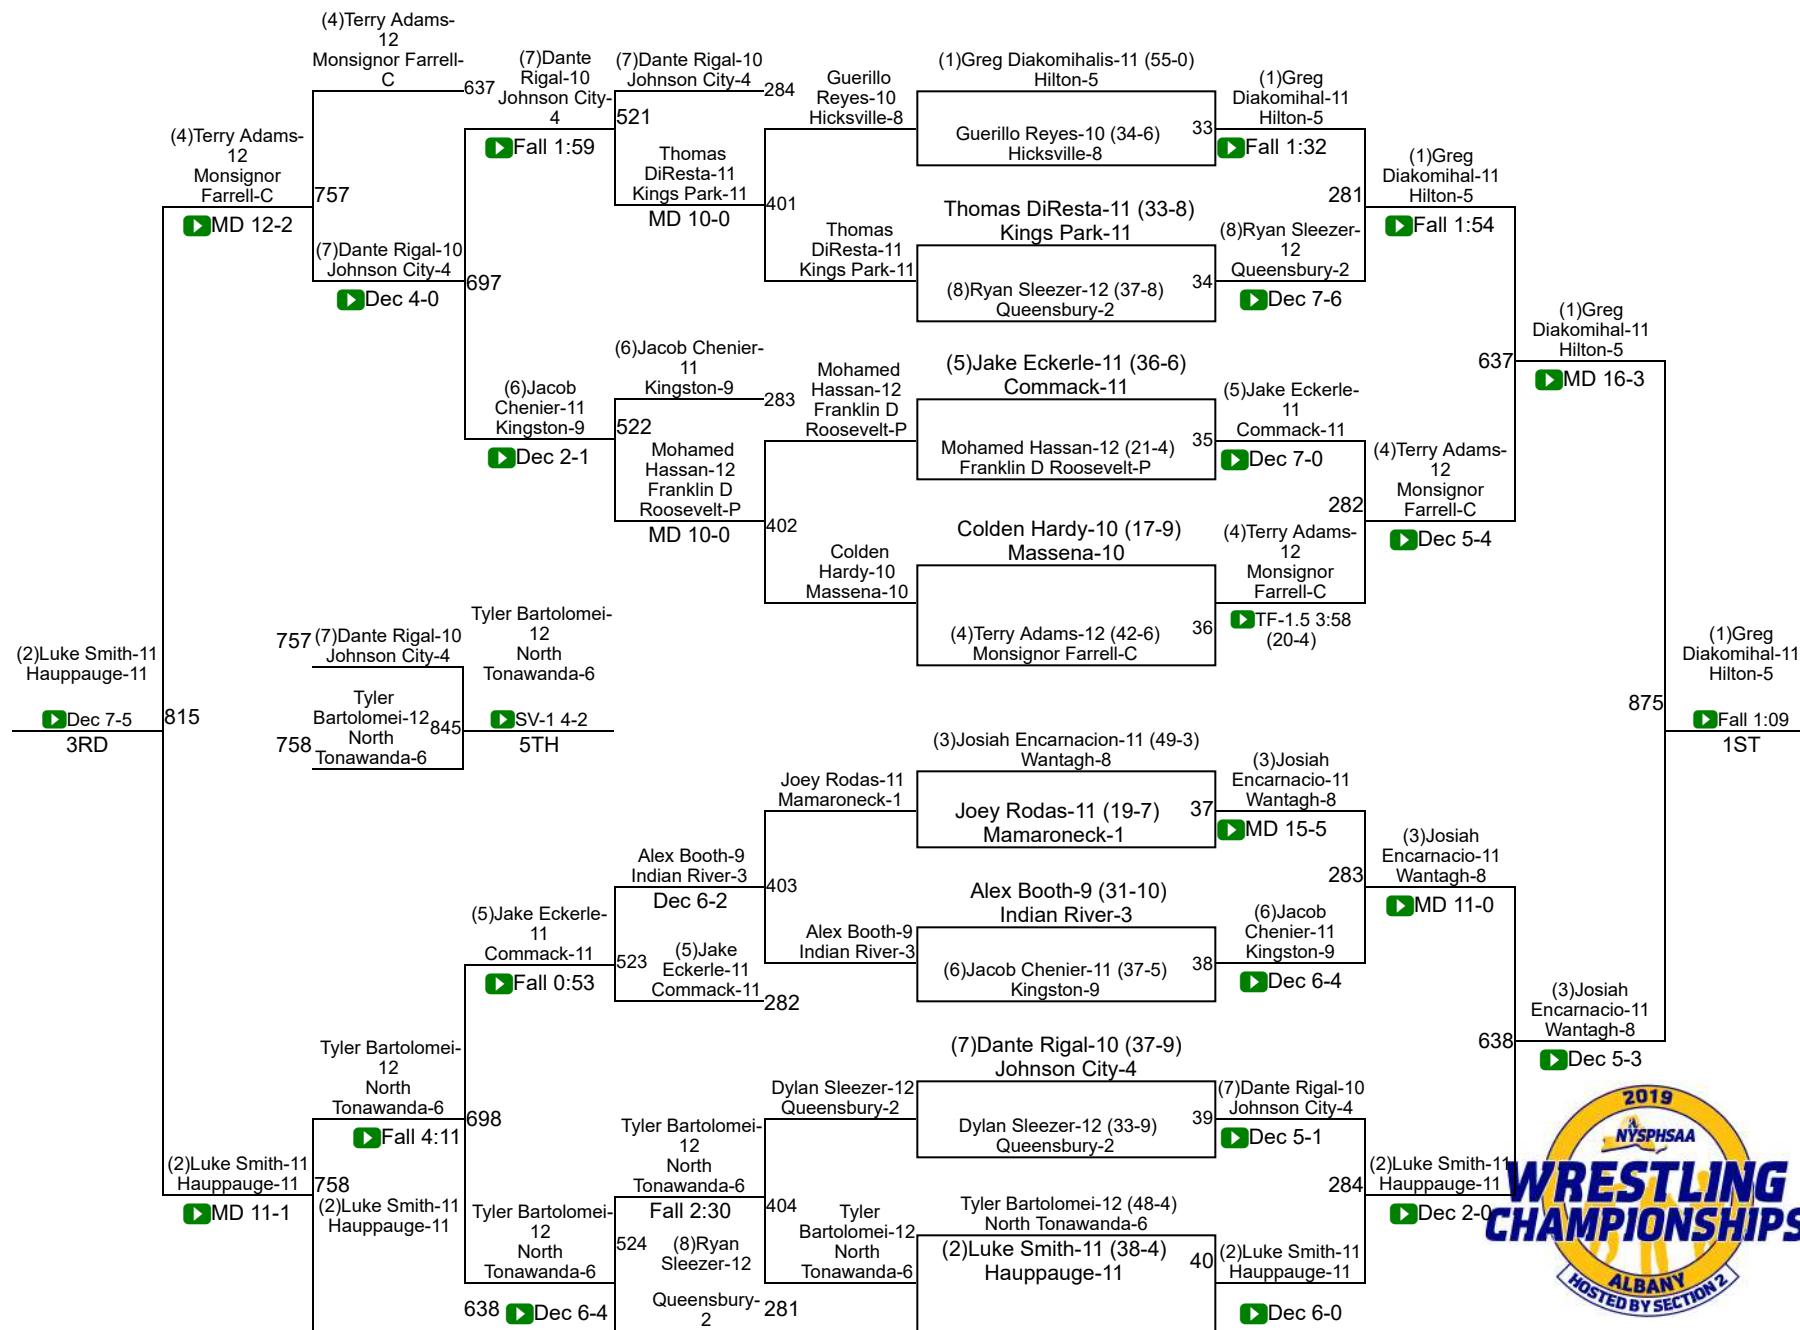 (4)Terry Adams-
12
Monsignor Farrell-
C
637
(4)Terry Adams-
12
Monsignor
Farrell-C
MD 12-2
757
(7)Dante Rigal-10
Johnson City-4
Dec 4-0
(7)Dante
Rigal-10
Johnson City-
4
Fall 1:59
697
(6)Jacob
Chenier-11
Kingston-9
Dec 2-1
(7)Dante Rigal-10
Johnson City-4
284
521
Thomas
DiResta-11
Kings Park-11
MD 10-0
401
(6)Jacob Chenier-
11
Kingston-9
283
522
Mohamed
Hassan-12
Franklin D
Roosevelt-P
MD 10-0
402
Guerillo
Reyes-10
Hicksville-8
Thomas
DiResta-11
Kings Park-11
Mohamed
Hassan-12
Franklin D
Roosevelt-P
Colden
Hardy-10
Massena-10
(1)Greg Diakomihalis-11 (55-0)
Hilton-5
Guerillo Reyes-10 (34-6)
Hicksville-8
33
Thomas DiResta-11 (33-8)
Kings Park-11
(8)Ryan Sleezer-12 (37-8)
Queensbury-2
34
(5)Jake Eckerle-11 (36-6)
Commack-11
Mohamed Hassan-12 (21-4)
Franklin D Roosevelt-P
35
Colden Hardy-10 (17-9)
Massena-10
(4)Terry Adams-12 (42-6)
Monsignor Farrell-C
36
(1)Greg
Diakomihal-11
Hilton-5
Fall 1:32
281
(8)Ryan Sleezer-
12
Queensbury-2
Dec 7-6
(5)Jake Eckerle-
11
Commack-11
Dec 7-0
282
(4)Terry Adams-
12
Monsignor
Farrell-C
TF-1.5 3:58
(20-4)
(1)Greg
Diakomihal-11
Hilton-5
Fall 1:54
637
(4)Terry Adams-
12
Monsignor
Farrell-C
Dec 5-4
(1)Greg
Diakomihal-11
Hilton-5
MD 16-3
875
(1)Greg
Diakomihal-11
Hilton-5
Fall 1:09
1ST
(2)Luke Smith-11
Hauppauge-11
Dec 7-5
3RD
815
757
(7)Dante Rigal-10
Johnson City-4
758
Tyler
Bartolomei-12
North
Tonawanda-6
845
Tyler Bartolomei-
12
North
Tonawanda-6
SV-1 4-2
5TH
(3)Josiah Encarnacion-11 (49-3)
Wantagh-8
Joey Rodas-11 (19-7)
Mamaroneck-1
37
Alex Booth-9 (31-10)
Indian River-3
(6)Jacob Chenier-11 (37-5)
Kingston-9
38
(7)Dante Rigal-10 (37-9)
Johnson City-4
Dylan Sleezer-12 (33-9)
Queensbury-2
39
Tyler Bartolomei-12 (48-4)
North Tonawanda-6
(2)Luke Smith-11 (38-4)
Hauppauge-11
40
Joey Rodas-11
Mamaroneck-1
Alex Booth-9
Indian River-3
Dylan Sleezer-12
Queensbury-2
Tyler
Bartolomei-12
North
Tonawanda-6
Alex Booth-9
Indian River-3
Dec 6-2
403
523
(5)Jake
Eckerle-11
Commack-11
282
Tyler Bartolomei-
12
North
Tonawanda-6
Fall 2:30
404
524
(8)Ryan
Sleezer-12
Queensbury-
2
281
(5)Jake Eckerle-
11
Commack-11
Fall 0:53
698
Tyler Bartolomei-
12
North
Tonawanda-6
638
Dec 6-4
Tyler Bartolomei-
12
North
Tonawanda-6
Fall 4:11
758
(2)Luke Smith-11
Hauppauge-11
(2)Luke Smith-11
Hauppauge-11
MD 11-1
(3)Josiah
Encarnacio-11
Wantagh-8
MD 15-5
283
(6)Jacob
Chenier-11
Kingston-9
Dec 6-4
(7)Dante Rigal-10
Johnson City-4
Dec 5-1
284
(2)Luke Smith-11
Hauppauge-11
Dec 6-0
(3)Josiah
Encarnacio-11
Wantagh-8
MD 11-0
638
(2)Luke Smith-11
Hauppauge-11
Dec 2-0
(3)Josiah
Encarnacio-11
Wantagh-8
Dec 5-3
2019
NYSPHSAA
WRESTLING
CHAMPIONSHIPS
ALBANY
HOSTED BY SECTION 2